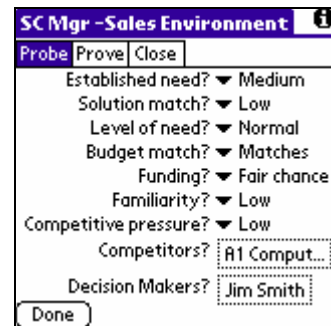 SC Mgr -Sales Environment i
Probe Prove Close
Established need? Medium
Solution match? Low
Level of need? Normal
Budget match? Matches
Funding? Fair chance
Familiarity? Low
Competitive pressure? Low
Competitors? A1 Comput...
Decision Makers? Jim Smith
Done